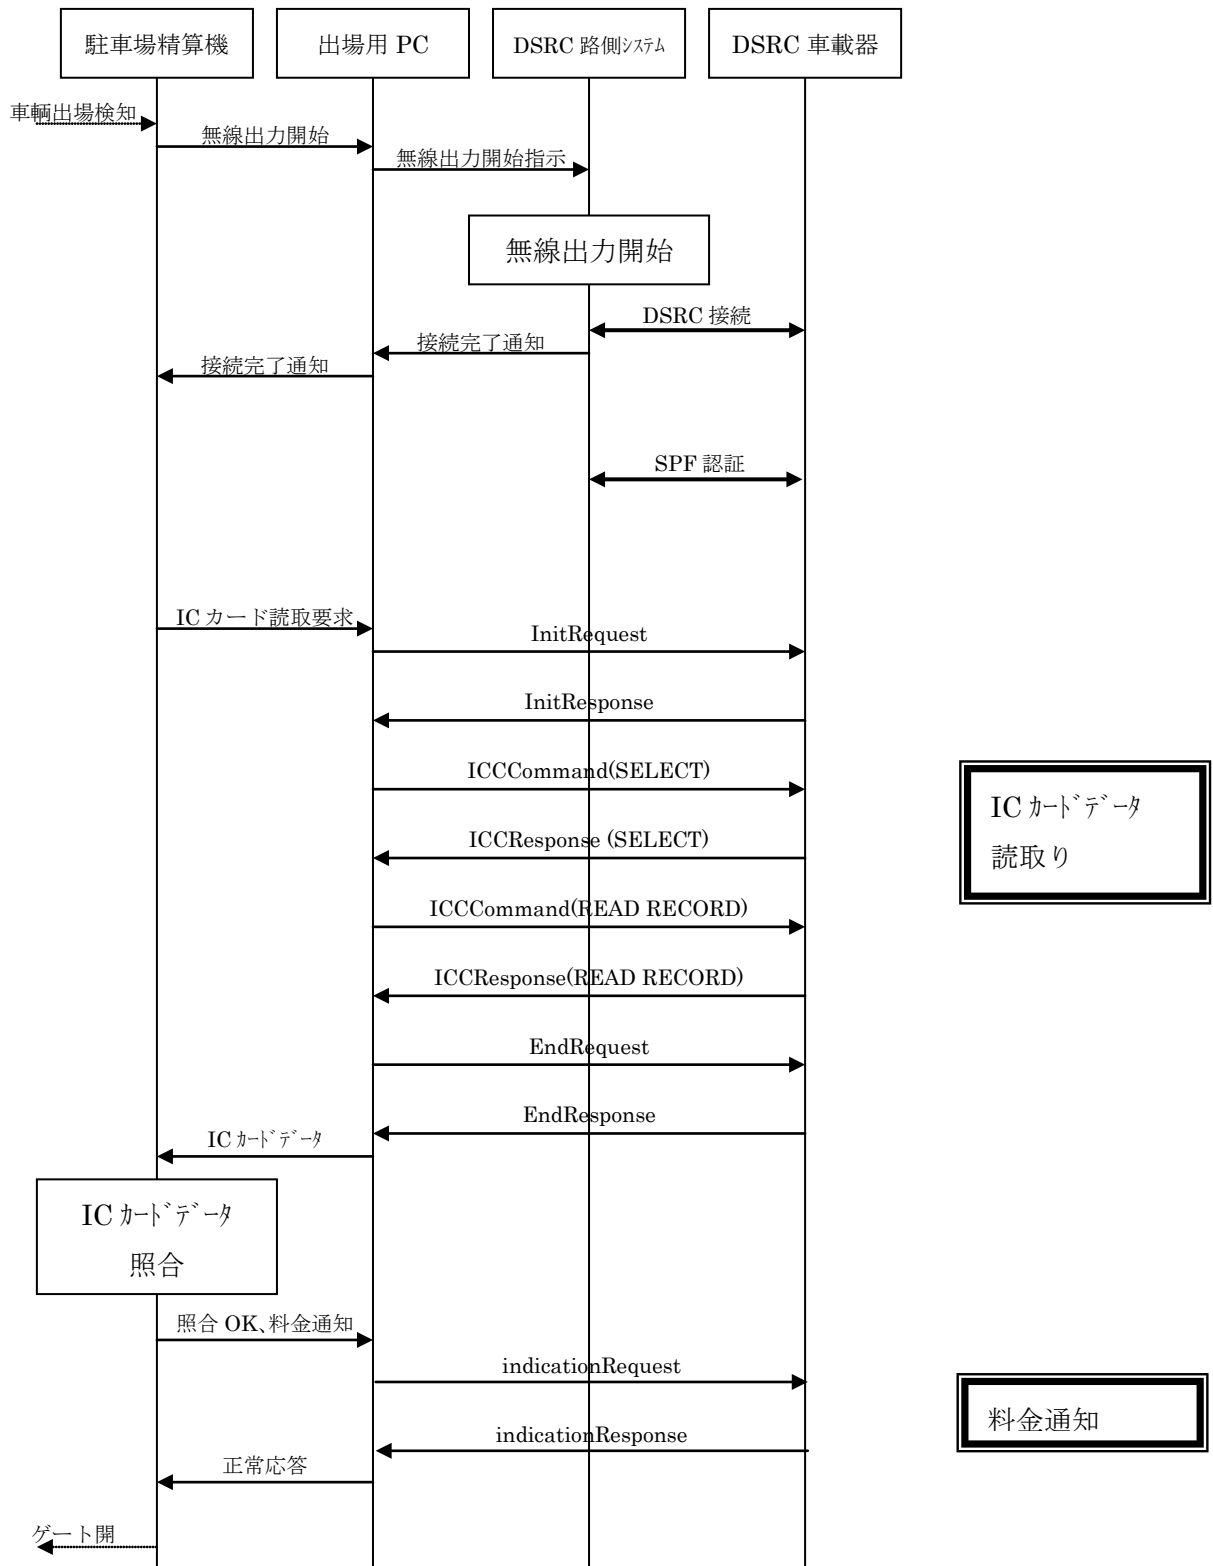 駐車場精算機
出場用 PC
DSRC 路側ｼｽﾃﾑ
DSRC 車載器
車輌出場検知
無線出力開始
無線出力開始指示
無線出力開始
DSRC 接続
接続完了通知
接続完了通知
SPF 認証
IC カード読取要求
InitRequest
InitResponse
ICCCommand(SELECT)
IC ｶｰﾄﾞﾃﾞｰﾀ
読取り
ICCResponse (SELECT)
ICCCommand(READ RECORD)
ICCResponse(READ RECORD)
EndRequest
EndResponse
IC ｶｰﾄﾞﾃﾞｰﾀ
IC ｶｰﾄﾞﾃﾞｰﾀ
照合
照合 OK、料金通知
indicationRequest
料金通知
indicationResponse
正常応答
ゲート開